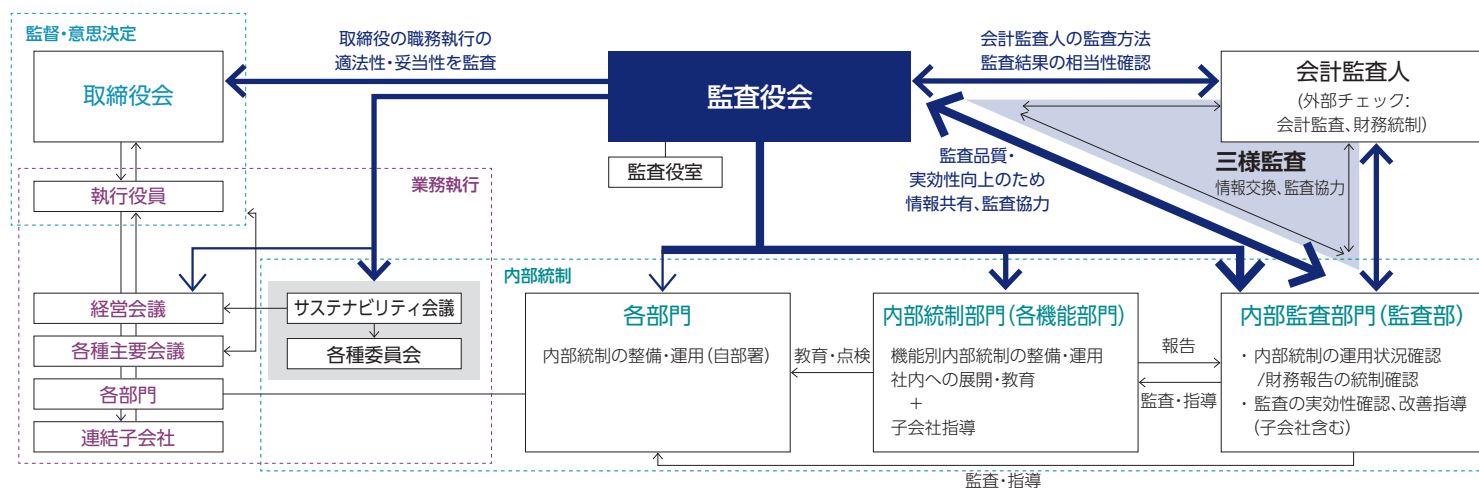 監督・意思決定
取締役会
取締役の職務執行の
適法性・妥当性を監査
監査役会
監査役室
会計監査人の監査方法
監査結果の相当性確認
会計監査人
(外部チェック:
会計監査、財務統制)
三様監査
情報交換、監査協力
監査品質・
実効性向上のため
情報共有、監査協力
業務執行
執行役員
経営会議
各種主要会議
各部門
連結子会社
サステナビリティ会議
各種委員会
内部統制
各部門
内部統制の整備・運用(自部署)
教育・点検
内部統制部門(各機能部門)
機能別内部統制の整備・運用
社内への展開・教育
+
子会社指導
報告
監査・指導
内部監査部門(監査部)
・ 内部統制の運用状況確認
/財務報告の統制確認
・ 監査の実効性確認、改善指導
(子会社含む)
監査・指導